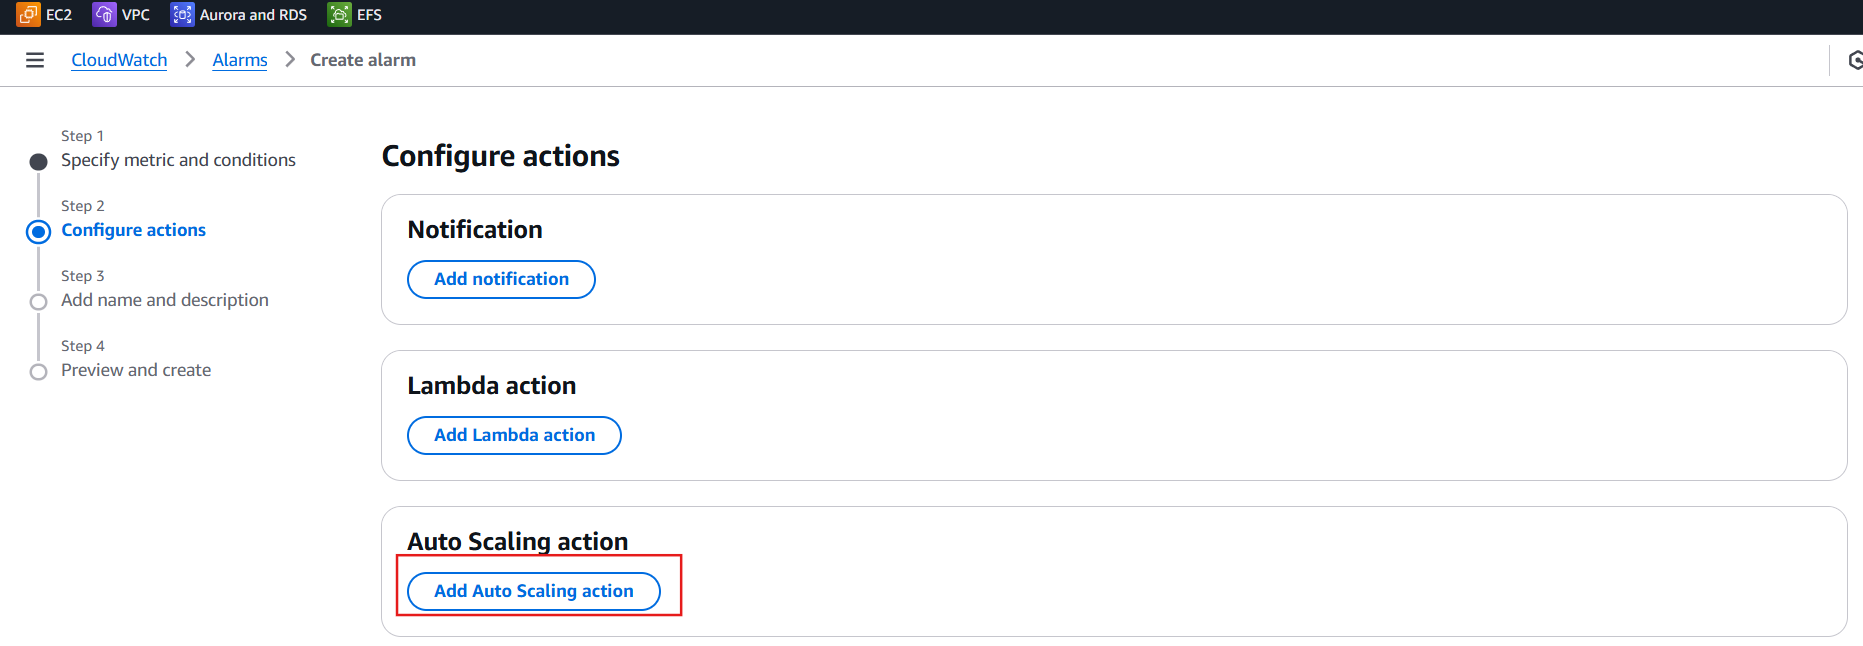 EC2 VPC Aurora and RDS EFS
CloudWatch Alarms Create alarm
Step 1
Specify metric and conditions
Step 2
Configure actions
Step 3
Add name and description
Step 4
Preview and create
Configure actions
Notification
Add notification
Lambda action
Add Lambda action
Auto Scaling action
Add Auto Scaling action